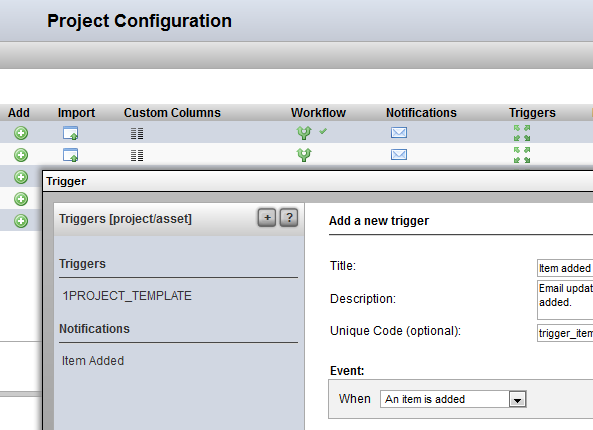 Project Configuration
Add Import Custom Columns Workflow Notifications Triggers
Trigger
Triggers [project/asset] + ?
Triggers
1PROJECT_TEMPLATE
Notifications
Item Added
Add a new trigger
Title: Item added
Description: Email updat
added.
Unique Code (optional): trigger_item
Event:
When An item is added